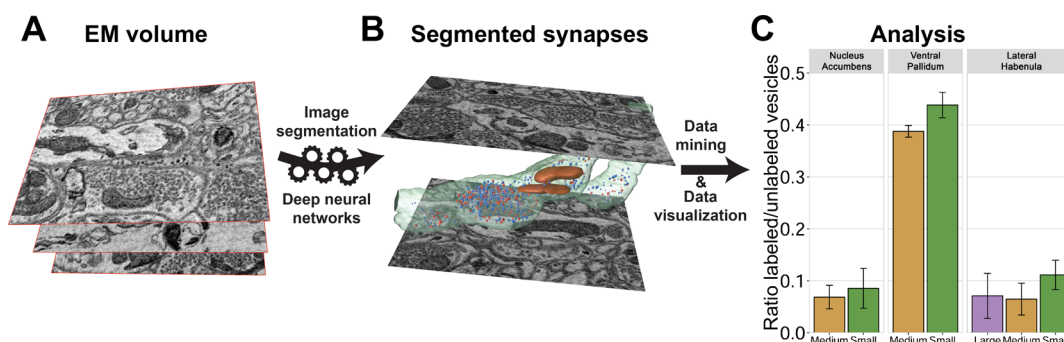 A
EM volume
Image
segmentation
Deep neural
networks
B
Segmented synapses
Data
mining
&
Data
visualization
C
Analysis
Nucleus
Accumbens
Ventral
Pallidum
Lateral
Habenula
Ratio labeled/unlabeled vesicles
0.5
0.4
0.3
0.2
0.1
0.0
Medium Small
Medium Small
Large Medium Small